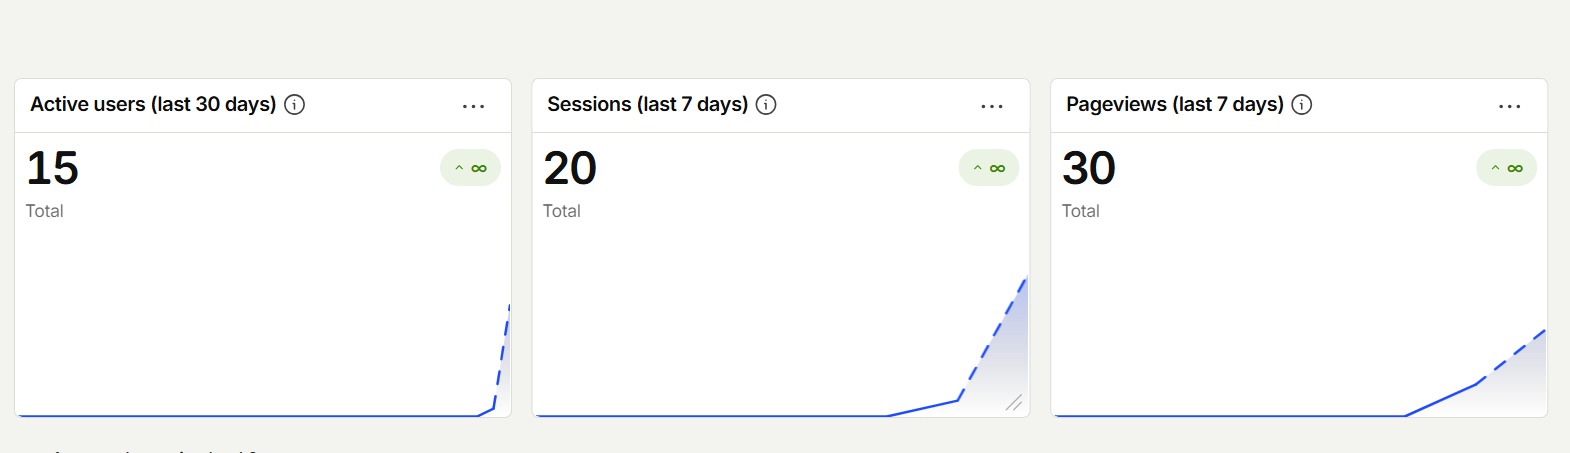 Active users (last 30 days)
15
^ ∞
Total
Sessions (last 7 days)
20
^ ∞
Total
Pageviews (last 7 days)
30
^ ∞
Total